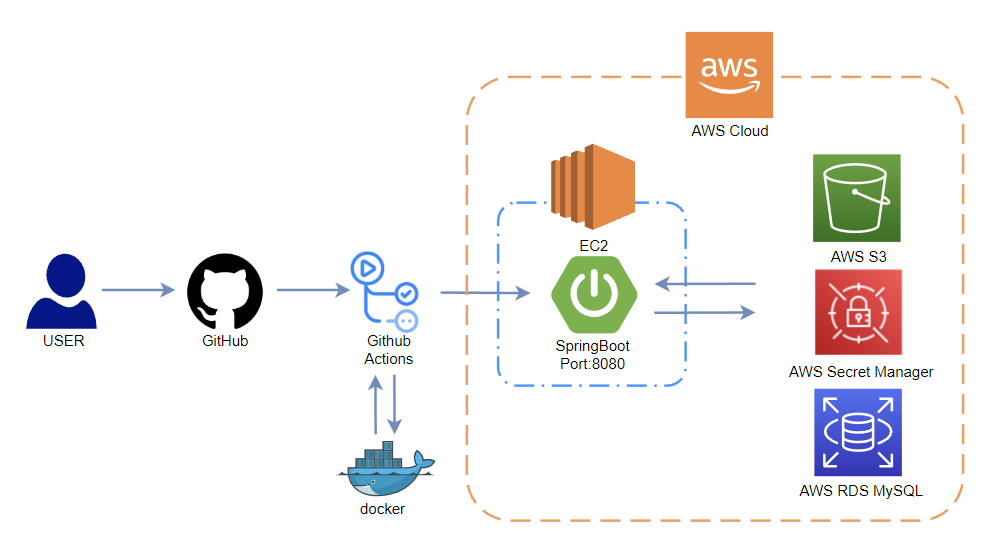 aws
AWS Cloud
EC2
AWS S3
USER
GitHub
Github
Actions
SpringBoot
Port:8080
AWS Secret Manager
AWS RDS MySQL
docker